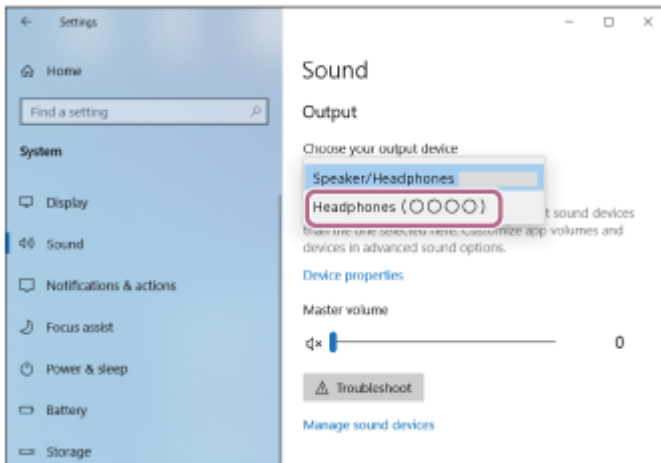 Settings
Home
Find a setting
System
Display
Sound
Notifications & actions
Focus assist
Power & sleep
Battery
Storage
Sound
Output
Choose your output device
Speaker/Headphones
Headphones (○○○○)
t sound devices
than the one selected here. Customize app volumes and
devices in advanced sound options.
Device properties
Master volume
0
Troubleshoot
Manage sound devices